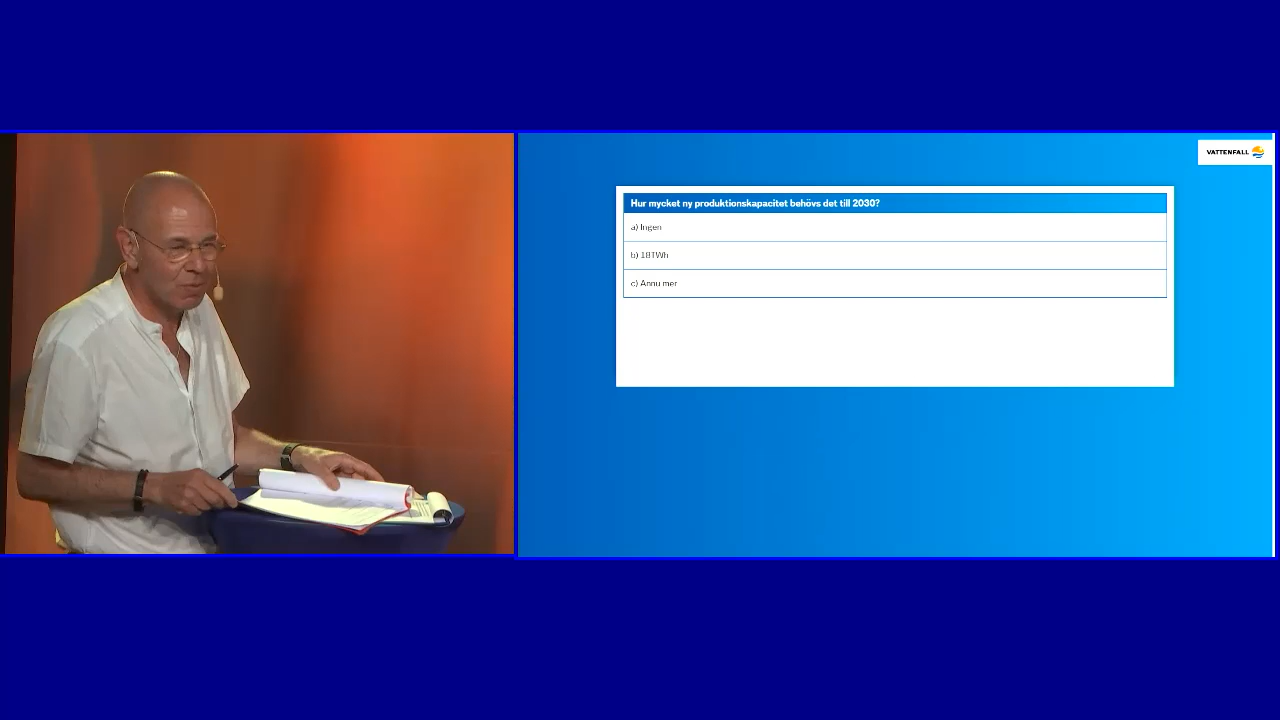 VATTENFALL
Hur mycket ny produktionskapacitet behövs det till 2030?
a) Ingen
b) 18TWh
c) Annu mer